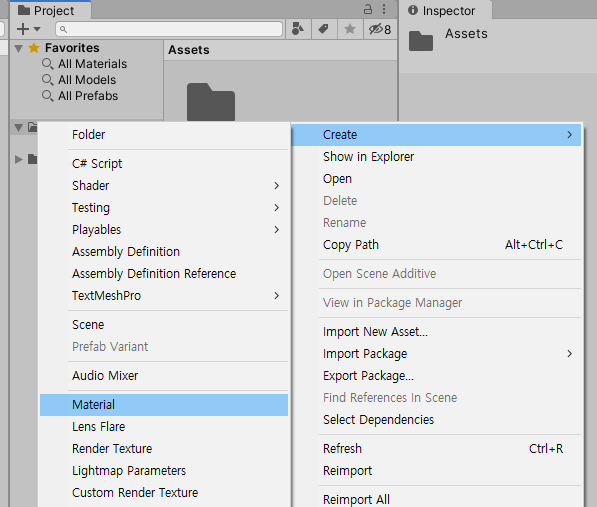 Project
Inspector
8
Favorites
All Materials
All Models
All Prefabs
Assets
Assets
Folder
C# Script
Shader
Testing
Playables
Assembly Definition
Assembly Definition Reference
TextMeshPro
Scene
Prefab Variant
Audio Mixer
Material
Lens Flare
Render Texture
Lightmap Parameters
Custom Render Texture
Create
Show in Explorer
Open
Delete
Rename
Copy Path Alt+Ctrl+C
Open Scene Additive
View in Package Manager
Import New Asset...
Import Package
Export Package...
Find References In Scene
Select Dependencies
Refresh Ctrl+R
Reimport
Reimport All